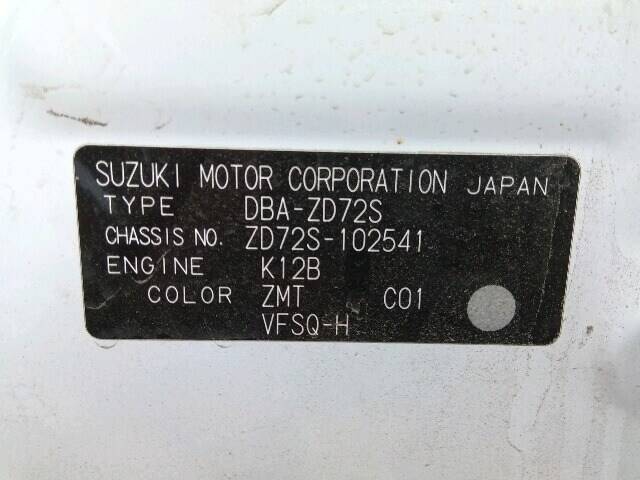 SUZUKI MOTOR CORPORATION JAPAN
TYPE DBA-ZD72S
CHASSIS NO. ZD72S-102541
ENGINE K12B
COLOR ZMT C01
VFSQ-H